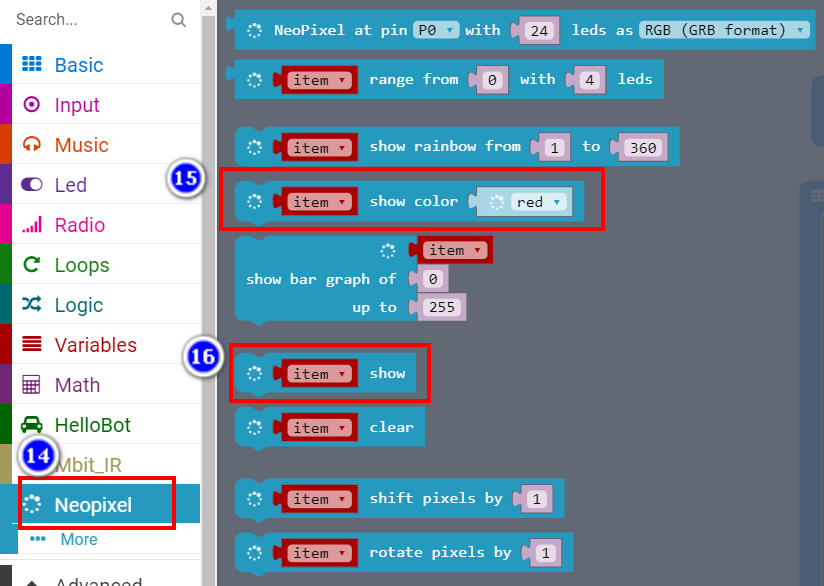 Search...
Basic
Input
Music
Led
Radio
Loops
Logic
Variables
Math
HelloBot
Mbit_IR
Neopixel
More
Advanced
14
15
16
NeoPixel at pin P0 with 24 leds as RGB (GRB format)
item range from 0 with 4 leds
item show rainbow from 1 to 360
item show color red
item
show bar graph of 0
up to 255
item show
item clear
item shift pixels by 1
item rotate pixels by 1